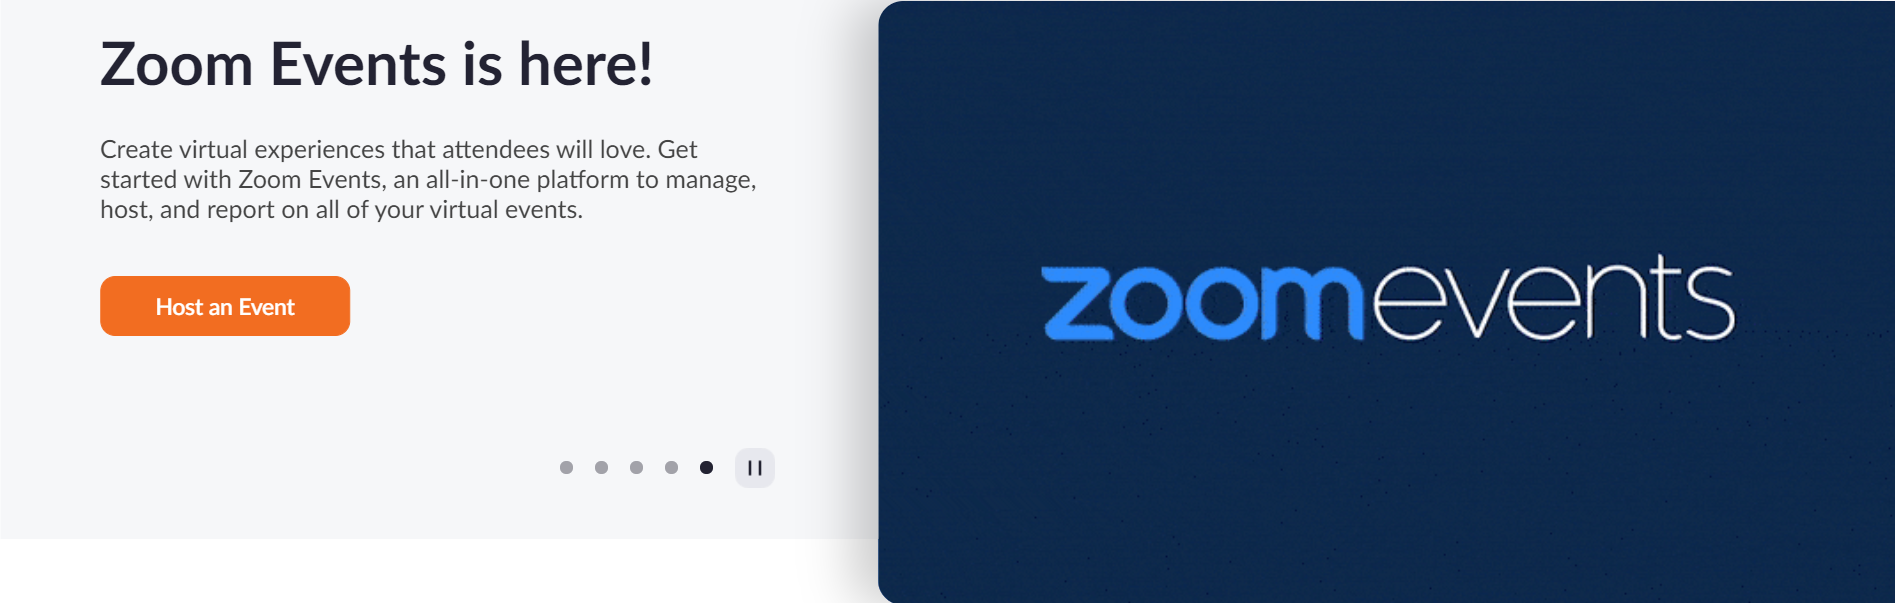 Zoom Events is here!
Create virtual experiences that attendees will love. Get
started with Zoom Events, an all-in-one platform to manage,
host, and report on all of your virtual events.
Host an Event
zoomevents